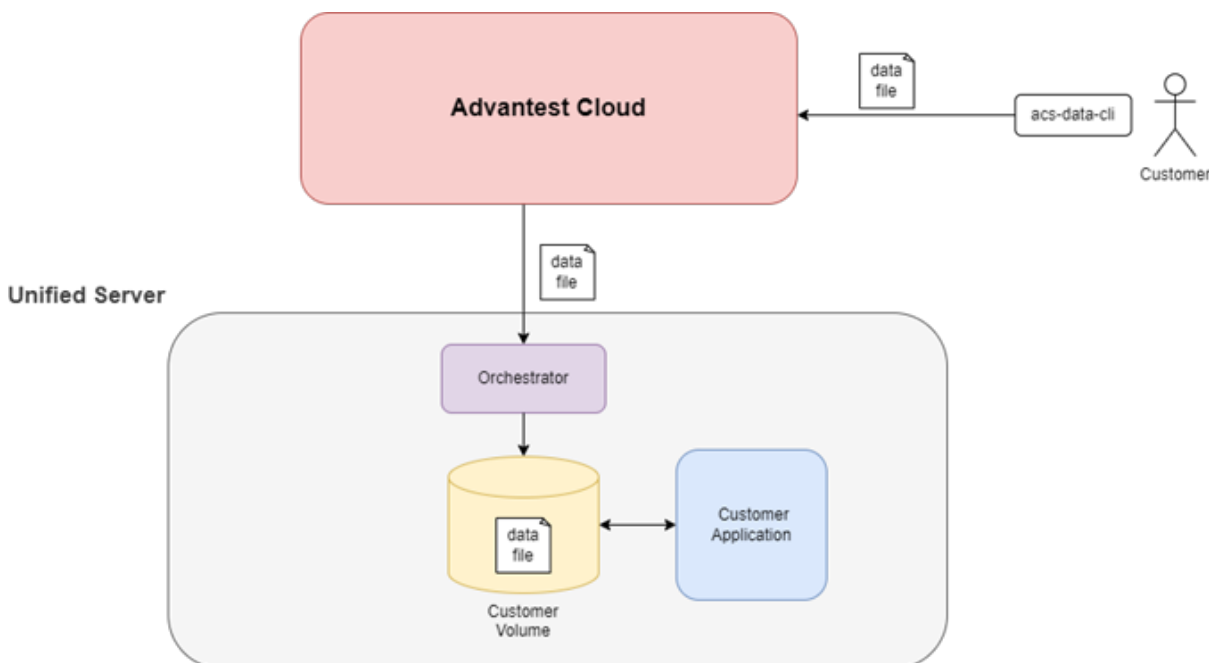 data
file
Advantest Cloud
acs-data-cli
Customer
data
file
Unified Server
Orchestrator
data
file
Customer
Application
Customer
Volume